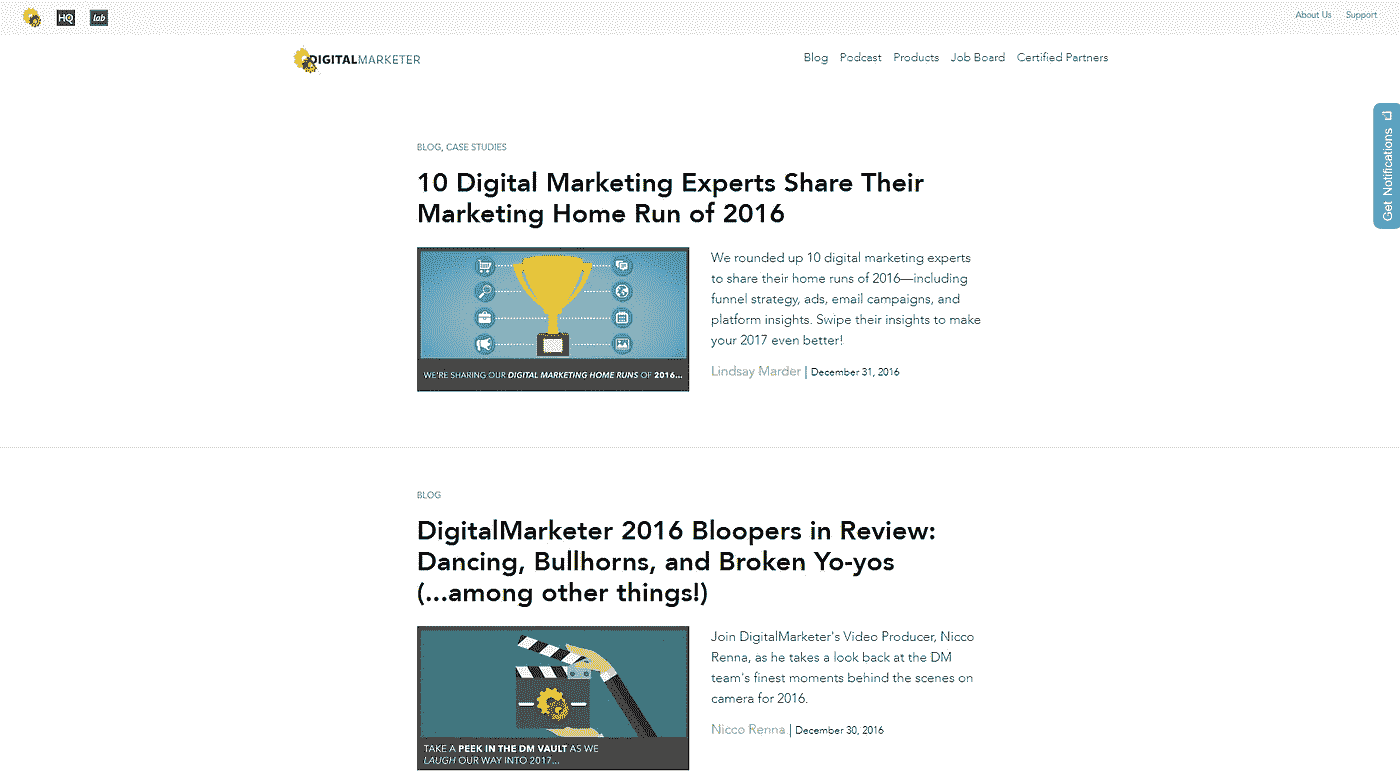 HQ lab About Us Support
DIGITALMARKETER Blog Podcast Products Job Board Certified Partners
Get Notifications
BLOG, CASE STUDIES
10 Digital Marketing Experts Share Their
Marketing Home Run of 2016
We rounded up 10 digital marketing experts
to share their home runs of 2016—including
funnel strategy, ads, email campaigns, and
platform insights. Swipe their insights to make
your 2017 even better!
Lindsay Marder | December 31, 2016
WE'RE SHARING OUR DIGITAL MARKETING HOME RUNS OF 2016...
BLOG
DigitalMarketer 2016 Bloopers in Review:
Dancing, Bullhorns, and Broken Yo-yos
(...among other things!)
Join DigitalMarketer's Video Producer, Nicco
Renna, as he takes a look back at the DM
team's finest moments behind the scenes on
camera for 2016.
Nicco Renna | December 30, 2016
TAKE A PEEK IN THE DM VAULT AS WE
LAUGH OUR WAY INTO 2017...